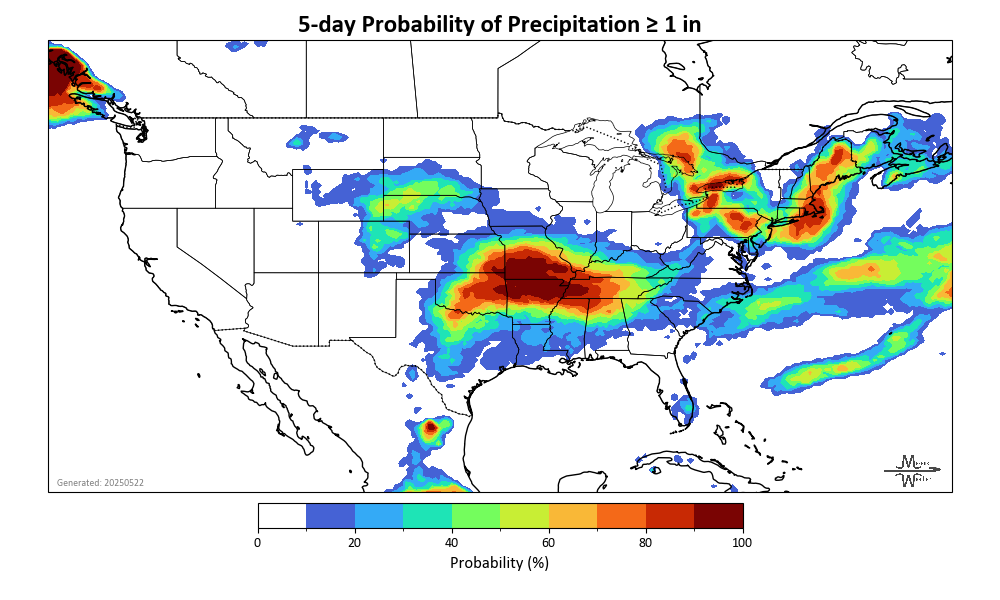 5-day Probability of Precipitation ≥ 1 in
Generated: 20250522
0 20 40 60 80 100
Probability (%)